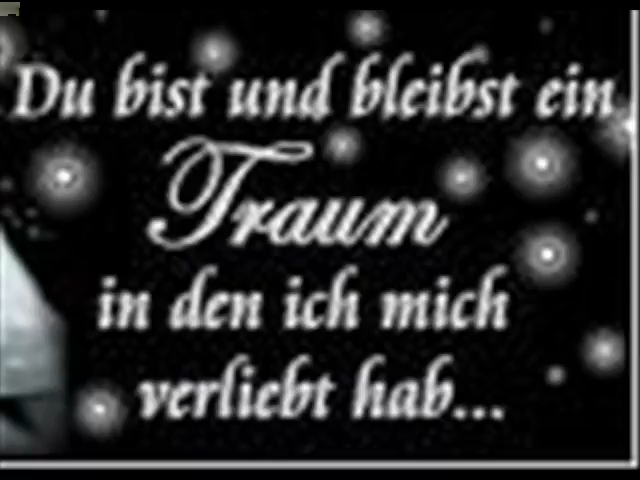 Du bist und bleibst ein
Traum
in den ich mich
verliebt hab...